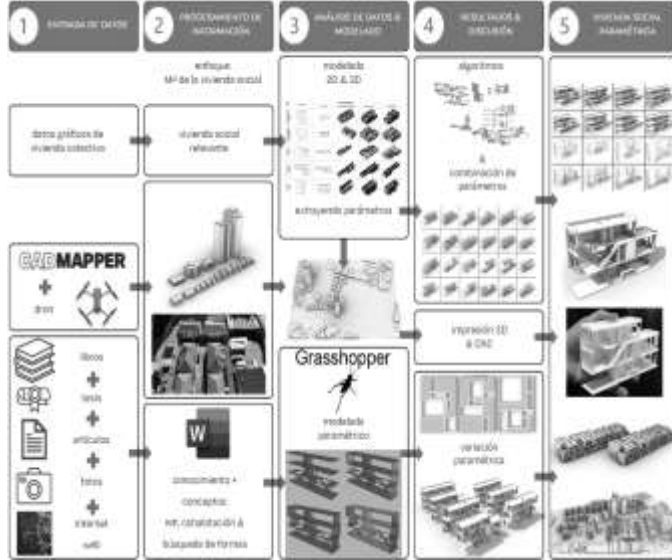 1
ENTRADA DE DATOS
2
PROCESAMIENTO DE
INFORMACIÓN
3
ANÁLISIS DE DATOS &
MODELADO
4
RESULTADOS &
DISCUSIÓN
5
VIVIENDA SOCIAL
PARAMÉTRICA
datos gráficos de
vivienda colectiva
CADMAPPER
+
dron
libros
+
tesis
+
artículos
+
fotos
+
internet
web
enfoque
Mª de la vivienda social
vivienda social
relevante
W
conocimiento +
conceptos:
búsqueda de formas
modelado
2D & 3D
extrayendo parámetros
Grasshopper
modelado
paramétrico
algoritmos
&
combinación de
parámetros
impresión 3D
& CNC
variación
paramétrica